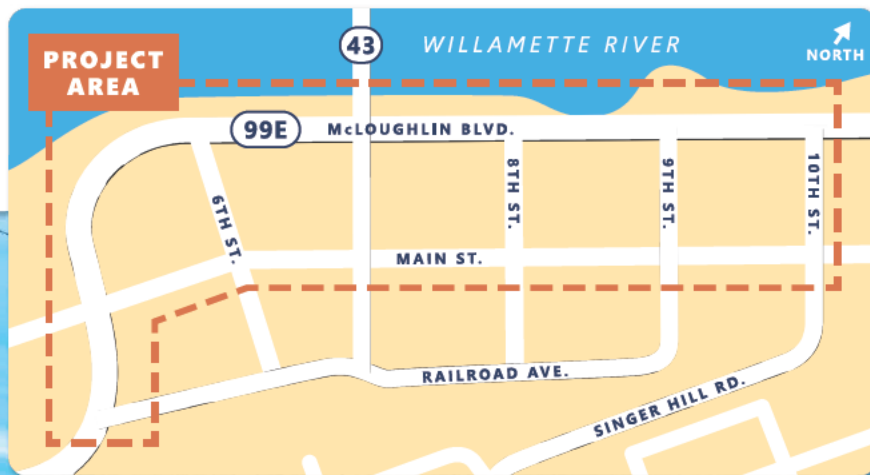 PROJECT
AREA
43
WILLAMETTE RIVER
NORTH
99E
McLOUGHLIN BLVD.
6TH ST.
8TH ST.
9TH ST.
10TH ST.
MAIN ST.
RAILROAD AVE.
SINGER HILL RD.